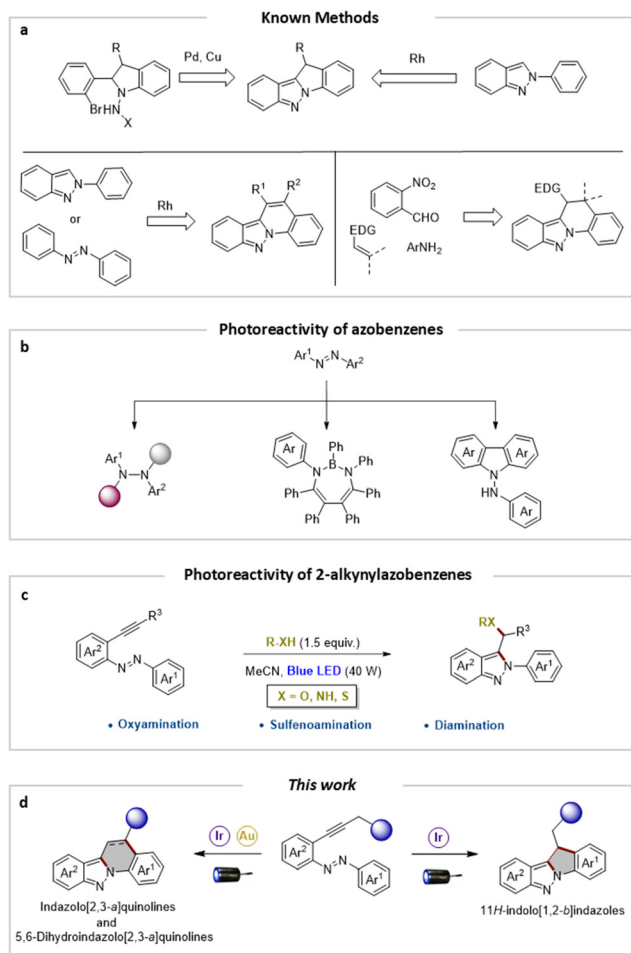 Known Methods
a
R
Br
HN
N
X
Pd, Cu
R
N
N
Rh
N
N
N
N
or
N
N
Rh
R1
R2
N
N
NO2
CHO
EDG
ArNH2
EDG
N
N
Photoreactivity of azobenzenes
b
Ar1
N
N
Ar2
Ar1
N
N
Ar2
Ar
Ph
B
N
N
Ph
Ph
Ph
Ph
Ph
Ar
Ar
N
HN
Ar
Photoreactivity of 2-alkynylazobenzenes
c
R3
Ar2
N
N
Ar1
R-XH (1.5 equiv.)
MeCN, Blue LED (40 W)
X = O, NH, S
RX
R3
Ar2
N
N
Ar1
• Oxyamination
• Sulfenoamination
• Diamination
This work
d
Ar2
N
N
Ar1
Ir
Au
Ar2
N
N
Ar1
Ir
Ar2
N
N
Ar1
Indazolo[2,3-a]quinolines
and
5,6-Dihydroindazolo[2,3-a]quinolines
11H-indolo[1,2-b]indazoles